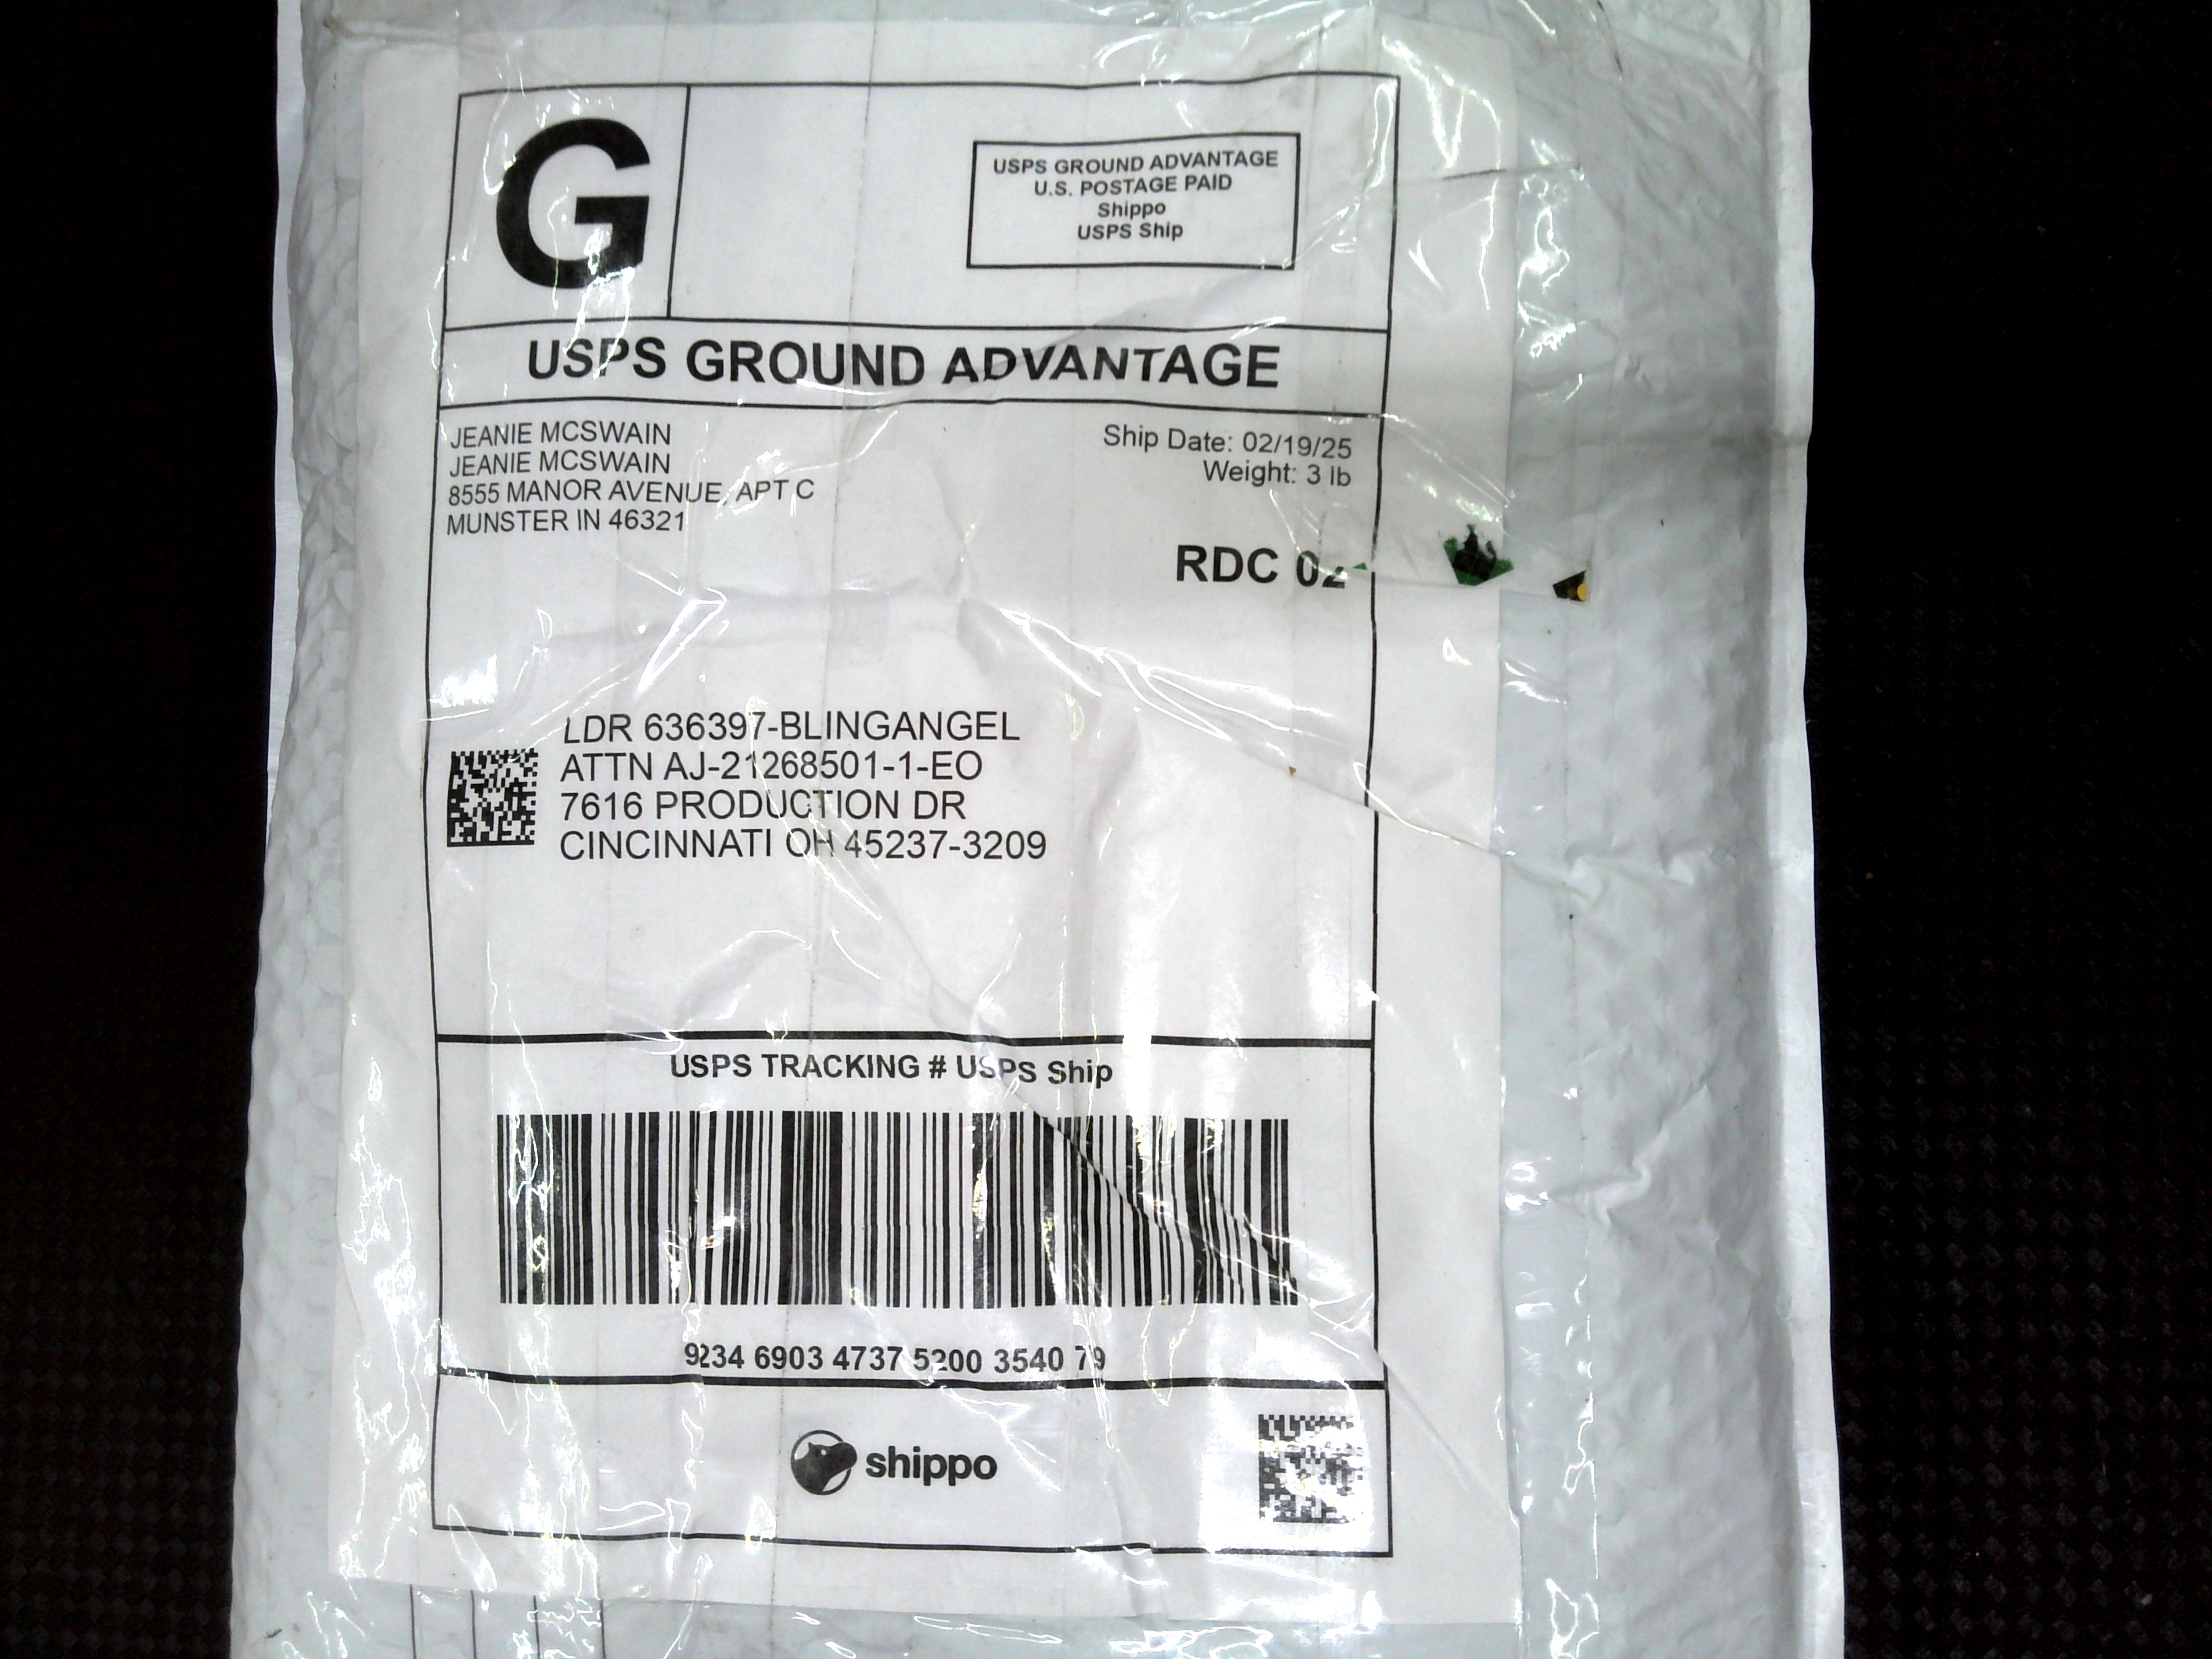 G
USPS GROUND ADVANTAGE
U.S. POSTAGE PAID
Shippo
USPS Ship
USPS GROUND ADVANTAGE
JEANIE MCSWAIN
JEANIE MCSWAIN
8555 MANOR AVENUE, APT C
MUNSTER IN 46321
Ship Date: 02/19/25
Weight: 3 lb
RDC 02
LDR 636397-BLINGANGEL
ATTN AJ-21268501-1-EO
7616 PRODUCTION DR
CINCINNATI OH 45237-3209
USPS TRACKING # USPS Ship
9234 6903 4737 5200 3540 79
shippo